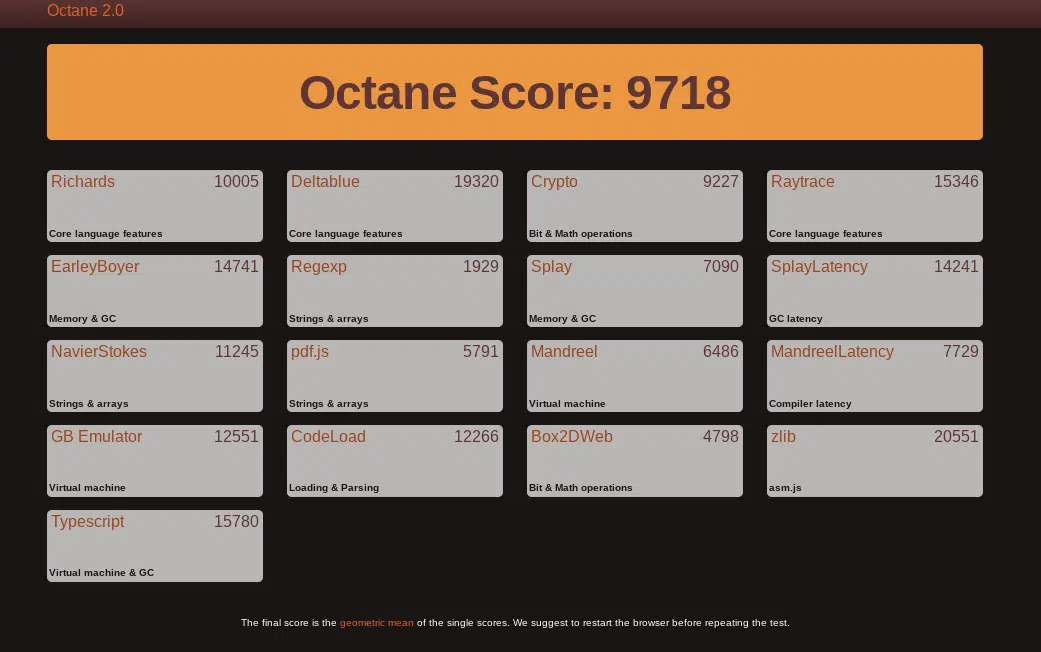 Octane 2.0
Octane Score: 9718
Richards 10005
Core language features
Deltablue 19320
Core language features
Crypto 9227
Bit & Math operations
Raytrace 15346
Core language features
EarleyBoyer 14741
Memory & GC
Regexp 1929
Strings & arrays
Splay 7090
Memory & GC
SplayLatency 14241
GC latency
NavierStokes 11245
Strings & arrays
pdf.js 5791
Strings & arrays
Mandreel 6486
Virtual machine
MandreelLatency 7729
Compiler latency
GB Emulator 12551
Virtual machine
CodeLoad 12266
Loading & Parsing
Box2DWeb 4798
Bit & Math operations
zlib 20551
asm.js
Typescript 15780
Virtual machine & GC
The final score is the geometric mean of the single scores. We suggest to restart the browser before repeating the test.